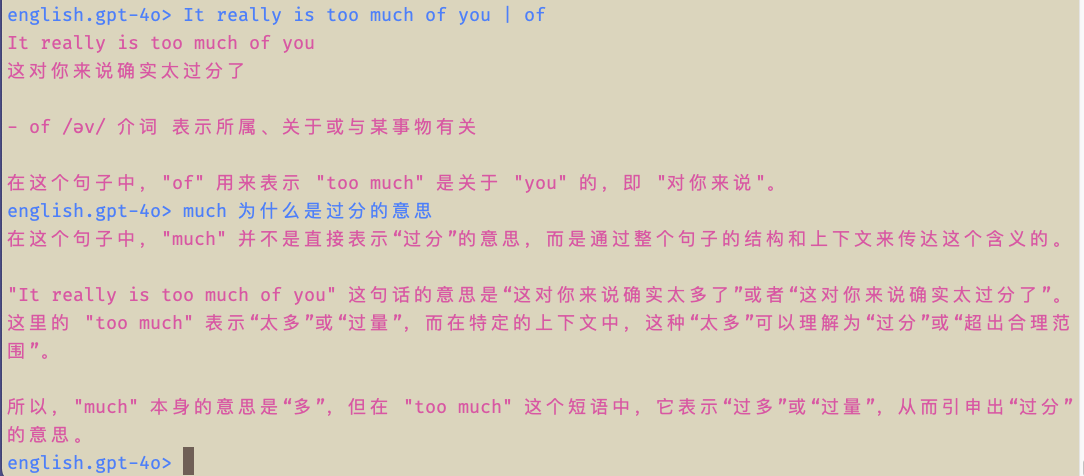 english.gpt-4o> It really is too much of you | of
It really is too much of you
这对你来说确实太过分了
- of /əv/ 介词 表示所属、关于或与某事物有关
在这个句子中，"of" 用来表示 "too much" 是关于 "you" 的，即 "对你来说"。
english.gpt-4o> much 为什么是过分的意思
在这个句子中，"much" 并不是直接表示“过分”的意思，而是通过整个句子的结构和上下文来传达这个含义的。
"It really is too much of you" 这句话的意思是“这对你来说确实太多了”或者“这对你来说确实太过分了”。
这里的 "too much" 表示“太多”或“过量”，而在特定的上下文中，这种“太多”可以理解为“过分”或“超出合理范
围”。
所以，"much" 本身的意思是“多”，但在 "too much" 这个短语中，它表示“过多”或“过量”，从而引申出“过分”
的意思。
english.gpt-4o>